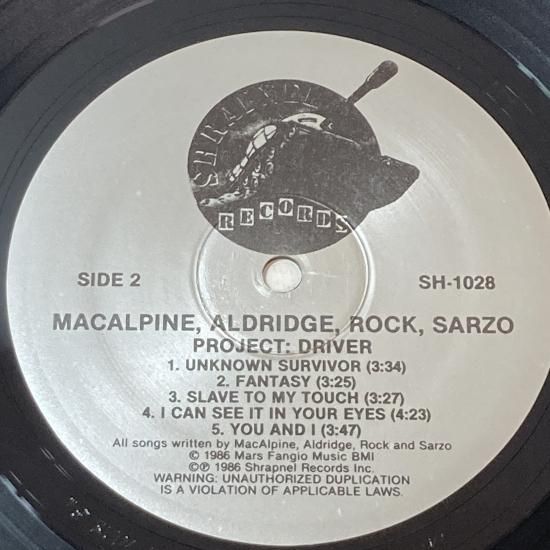 SHRAPNEL
RECORDS
SIDE 2
SH-1028
MACALPINE, ALDRIDGE, ROCK, SARZO
PROJECT: DRIVER
1. UNKNOWN SURVIVOR (3:34)
2. FANTASY (3:25)
3. SLAVE TO MY TOUCH (3:27)
4. I CAN SEE IT IN YOUR EYES (4:23)
5. YOU AND I (3:47)
All songs written by MacAlpine, Aldridge, Rock and Sarzo
© 1986 Mars Fangio Music BMI
©℗ 1986 Shrapnel Records Inc.
WARNING: UNAUTHORIZED DUPLICATION
IS A VIOLATION OF APPLICABLE LAWS.